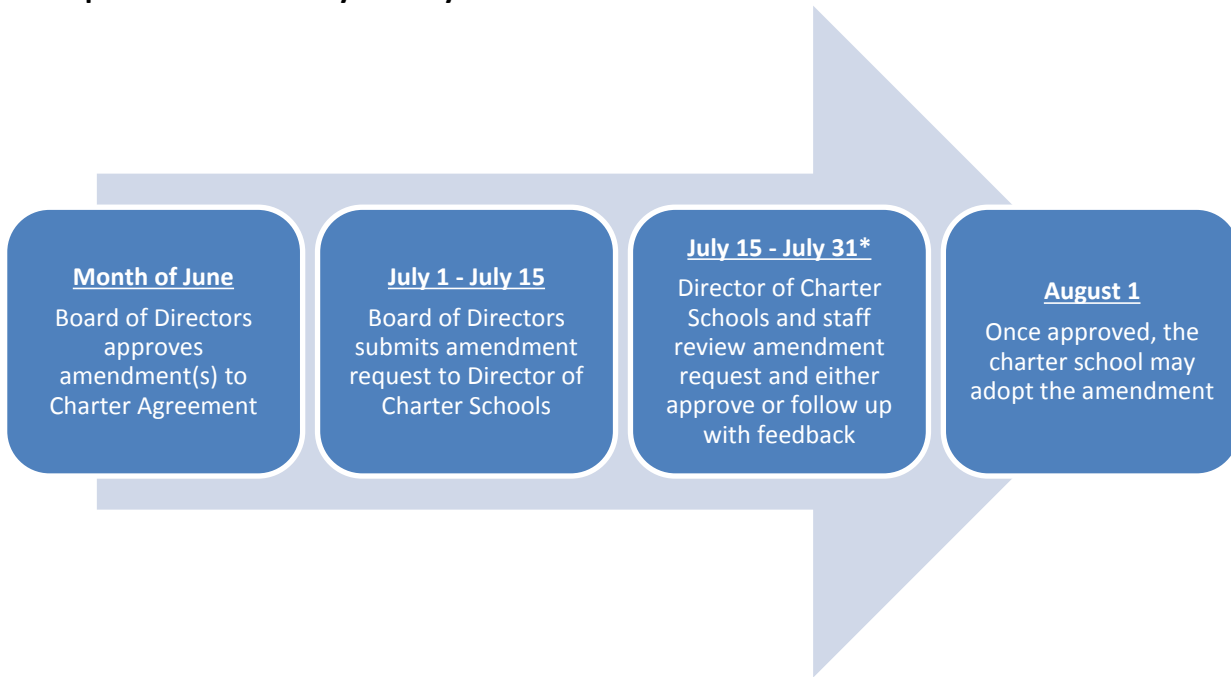 Month of June
Board of Directors
approves
amendment(s) to
Charter Agreement
July 1 - July 15
Board of Directors
submits amendment
request to Director of
Charter Schools
July 15 - July 31*
Director of Charter
Schools and staff
review amendment
request and either
approve or follow up
with feedback
August 1
Once approved, the
charter school may
adopt the amendment